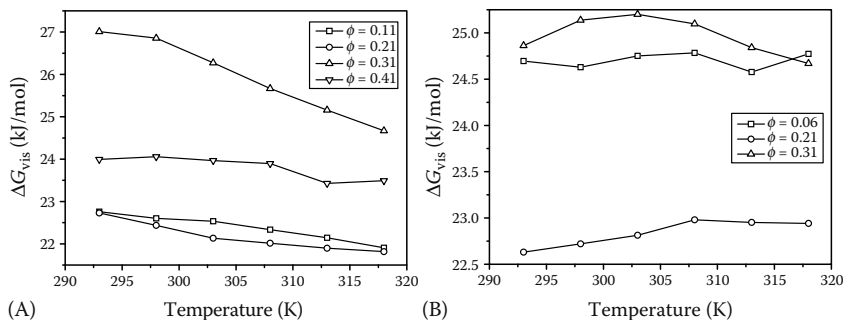 27
26
25
24
23
22
ΔG_vis (kJ/mol)
ϕ = 0.11
ϕ = 0.21
ϕ = 0.31
ϕ = 0.41
290 295 300 305 310 315 320
(A) Temperature (K)
25.0
24.5
24.0
23.5
23.0
22.5
ΔG_vis (kJ/mol)
ϕ = 0.06
ϕ = 0.21
ϕ = 0.31
290 295 300 305 310 315 320
(B) Temperature (K)